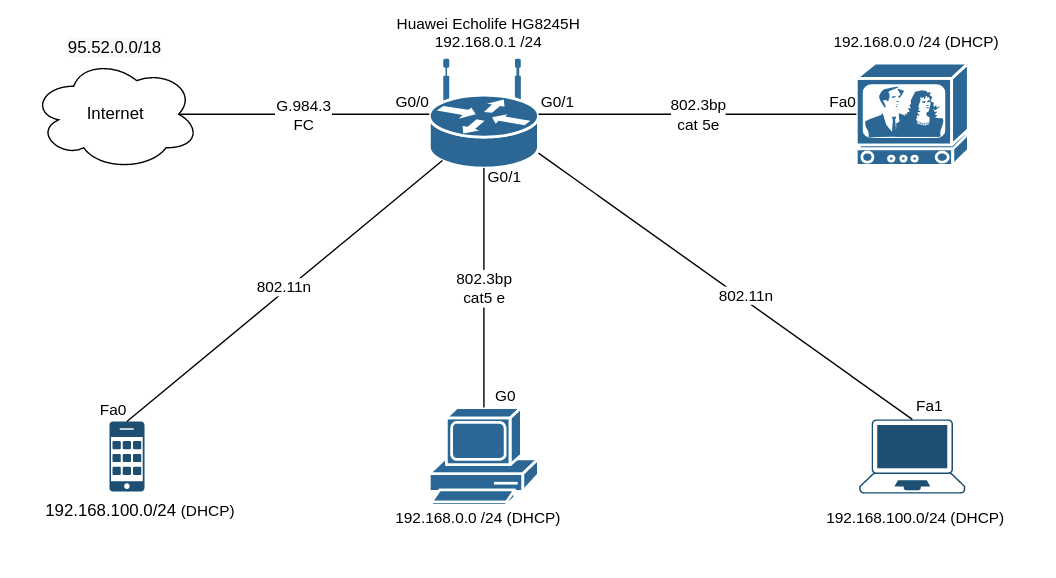 Huawei Echolife HG8245H
192.168.0.1 /24
95.52.0.0/18
192.168.0.0 /24 (DHCP)
Internet
G.984.3
FC
G0/0
G0/1
802.3bp
cat 5e
Fa0
G0/1
802.11n
802.3bp
cat5 e
802.11n
Fa0
G0
Fa1
192.168.100.0/24 (DHCP)
192.168.0.0 /24 (DHCP)
192.168.100.0/24 (DHCP)